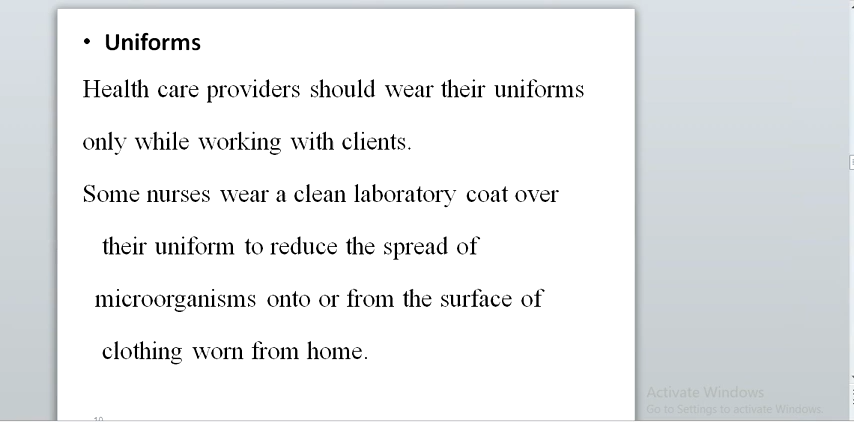 • Uniforms
Health care providers should wear their uniforms
only while working with clients.
Some nurses wear a clean laboratory coat over
their uniform to reduce the spread of
microorganisms onto or from the surface of
clothing worn from home.
Activate Windows
Go to Settings to activate Windows.